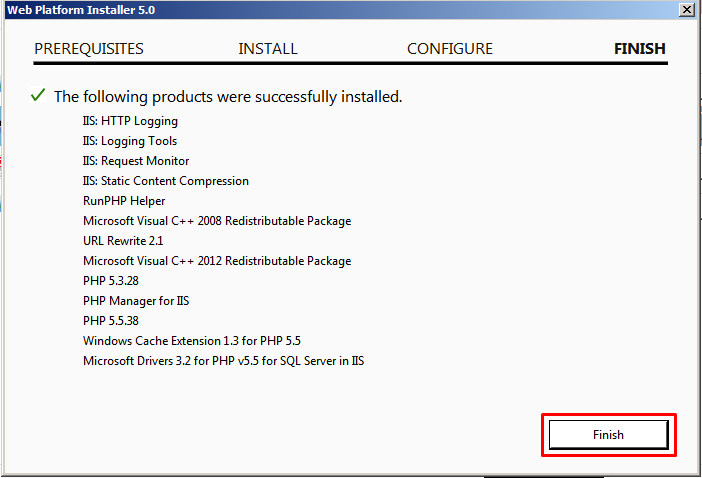 Web Platform Installer 5.0
PREREQUISITES INSTALL CONFIGURE FINISH
The following products were successfully installed.
IIS: HTTP Logging
IIS: Logging Tools
IIS: Request Monitor
IIS: Static Content Compression
RunPHP Helper
Microsoft Visual C++ 2008 Redistributable Package
URL Rewrite 2.1
Microsoft Visual C++ 2012 Redistributable Package
PHP 5.3.28
PHP Manager for IIS
PHP 5.5.38
Windows Cache Extension 1.3 for PHP 5.5
Microsoft Drivers 3.2 for PHP v5.5 for SQL Server in IIS
Finish